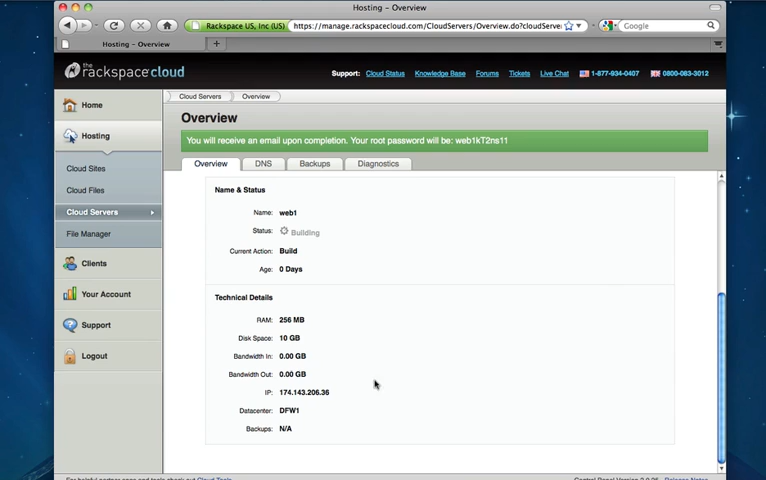 Hosting – Overview
Rackspace US, Inc (US)
https://manage.rackspacecloud.com/CloudServers/Overview.do?cloudServe
Google
Hosting – Overview
the rackspacecloud
Support: Cloud Status Knowledge Base Forums Tickets Live Chat 1-877-934-0407 0800-083-3012
Home
Hosting
Cloud Sites
Cloud Files
Cloud Servers
File Manager
Clients
Your Account
Support
Logout
Cloud Servers Overview
Overview
You will receive an email upon completion. Your root password will be: web1kT2ns11
Overview DNS Backups Diagnostics
Name & Status
Name: web1
Status: Building
Current Action: Build
Age: 0 Days
Technical Details
RAM: 256 MB
Disk Space: 10 GB
Bandwidth In: 0.00 GB
Bandwidth Out: 0.00 GB
IP: 174.143.206.36
Datacenter: DFW1
Backups: N/A